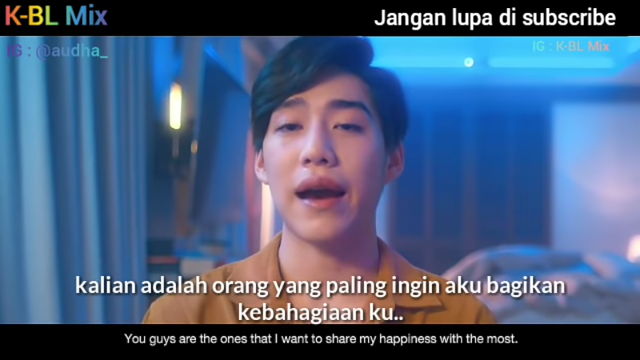 K-BL Mix
Jangan lupa di subscribe
IG : @audha_
IG : K-BL Mix
kalian adalah orang yang paling ingin aku bagikan
kebahagiaan ku..
You guys are the ones that I want to share my happiness with the most.